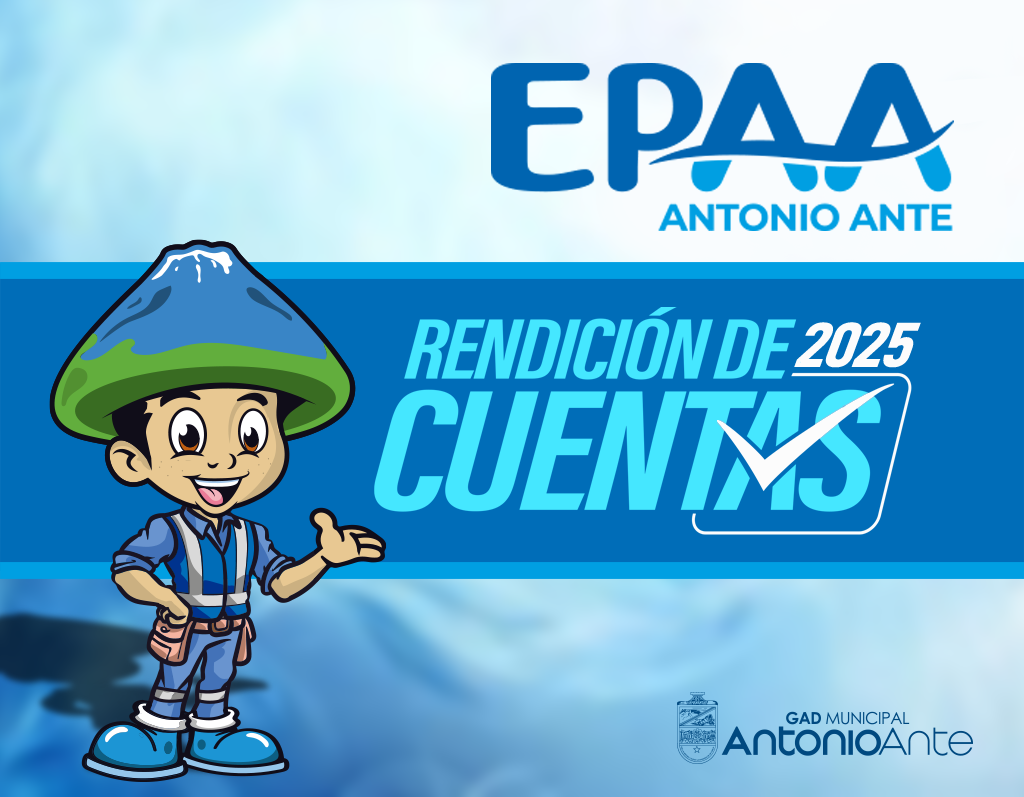 EPAA
ANTONIO ANTE
RENDICIÓN DE 2025
CUENTAS
GAD MUNICIPAL
AntonioAnte